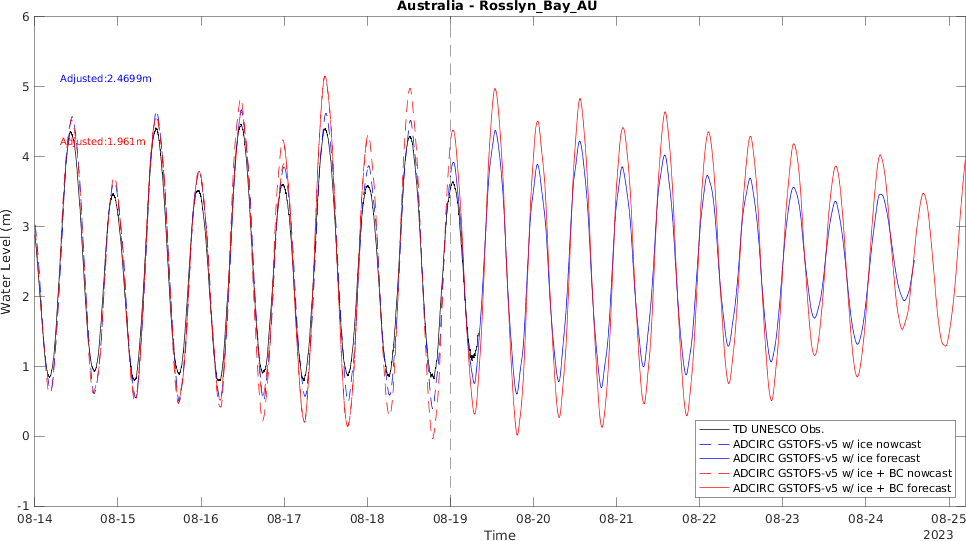 Australia - Rosslyn_Bay_AU
6
5
4
3
2
1
0
-1
Water Level (m)
Adjusted:2.4699m
Adjusted:1.961m
TD UNESCO Obs.
ADCIRC GSTOFS-v5 w/ ice nowcast
ADCIRC GSTOFS-v5 w/ ice forecast
ADCIRC GSTOFS-v5 w/ ice + BC nowcast
ADCIRC GSTOFS-v5 w/ ice + BC forecast
08-14 08-15 08-16 08-17 08-18 08-19 08-20 08-21 08-22 08-23 08-24 08-25
2023
Time